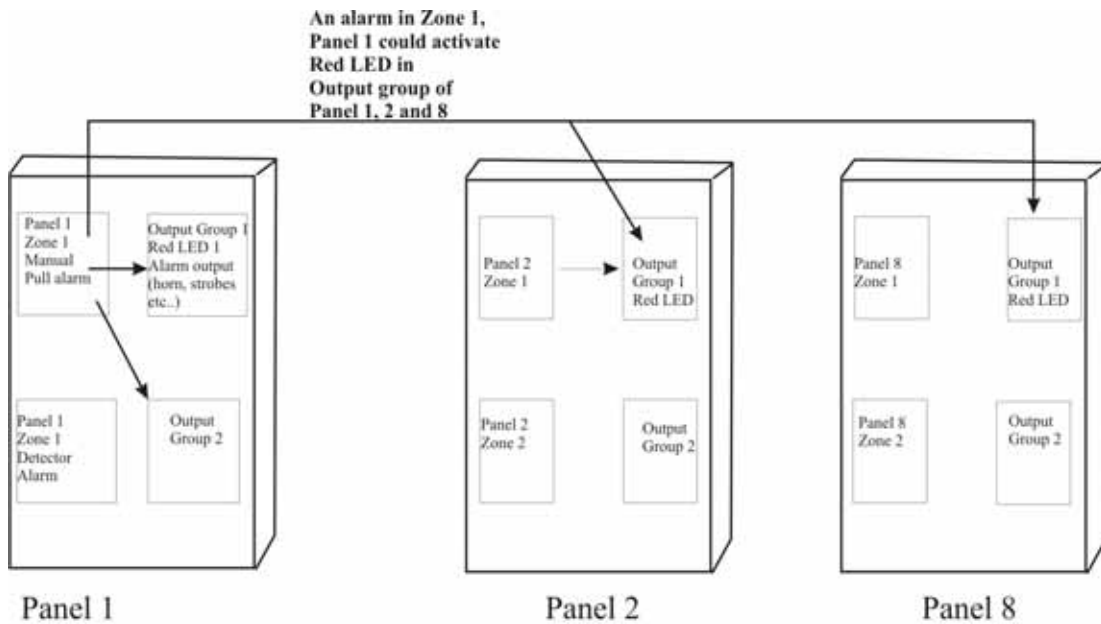 An alarm in Zone 1,
Panel 1 could activate
Red LED in
Output group of
Panel 1, 2 and 8
Panel 1
Zone 1
Manual
Pull alarm
Output Group 1
Red LED 1
Alarm output
(horn, strobes
etc..)
Panel 1
Zone 1
Detector
Alarm
Output
Group 2
Panel 2
Zone 1
Output
Group 1
Red LED
Panel 2
Zone 2
Output
Group 2
Panel 8
Zone 1
Output
Group 1
Red LED
Panel 8
Zone 2
Output
Group 2
Panel 1
Panel 2
Panel 8